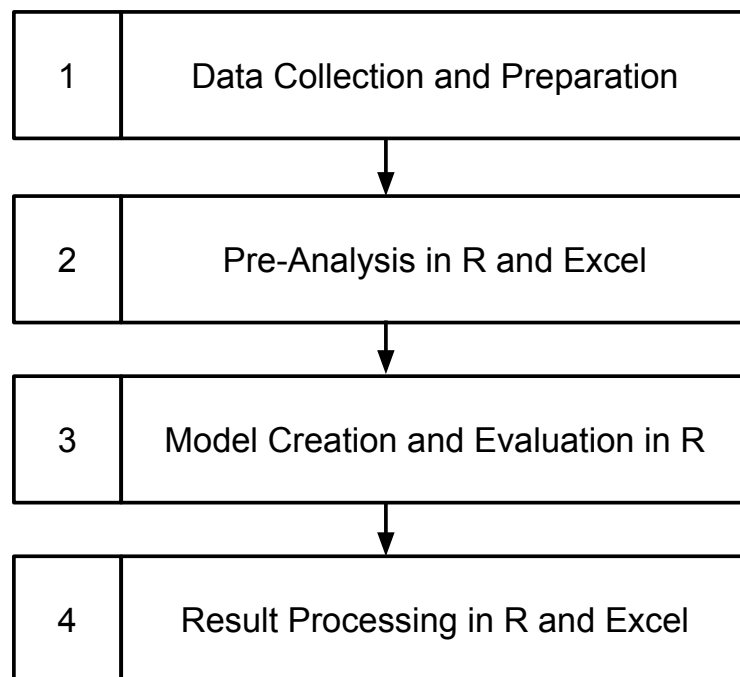 1 Data Collection and Preparation
2 Pre-Analysis in R and Excel
3 Model Creation and Evaluation in R
4 Result Processing in R and Excel